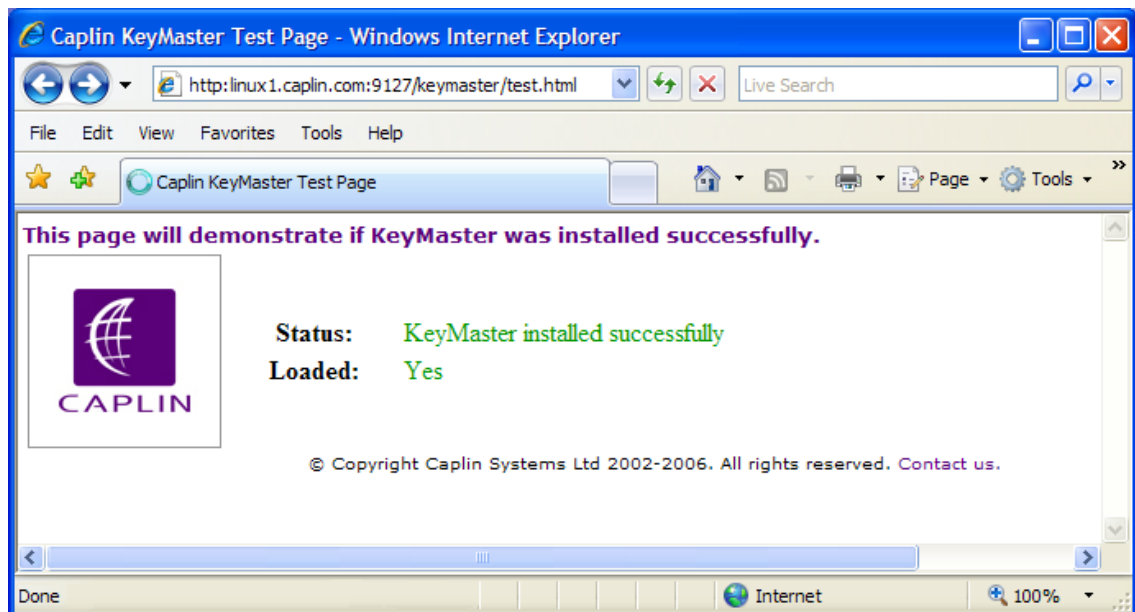 Caplin KeyMaster Test Page - Windows Internet Explorer
http:linux1.caplin.com:9127/keymaster/test.html
Live Search
File Edit View Favorites Tools Help
Caplin KeyMaster Test Page
Page Tools »
This page will demonstrate if KeyMaster was installed successfully.
Status: KeyMaster installed successfully
Loaded: Yes
CAPLIN
© Copyright Caplin Systems Ltd 2002-2006. All rights reserved. Contact us.
Done Internet 100%